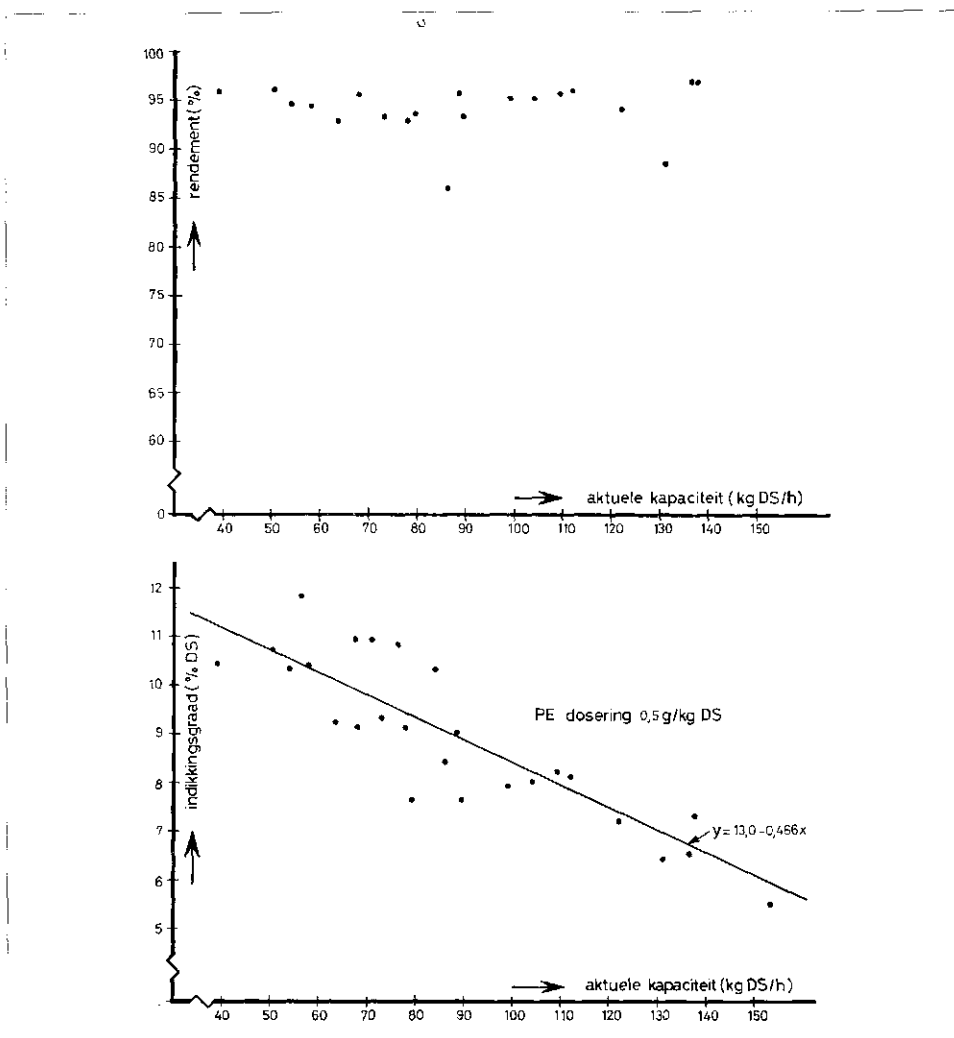 100
95
90
85
80
75
70
65
60
0
rendement (%)
aktuele kapaciteit (kg DS/h)
40 50 60 70 80 90 100 110 120 130 140 150
12
11
10
9
8
7
6
5
indikkingsgraad (% DS)
PE dosering 0,5 g/kg DS
y = 13,0 - 0,466x
aktuele kapaciteit (kg DS/h)
40 50 60 70 80 90 100 110 120 130 140 150